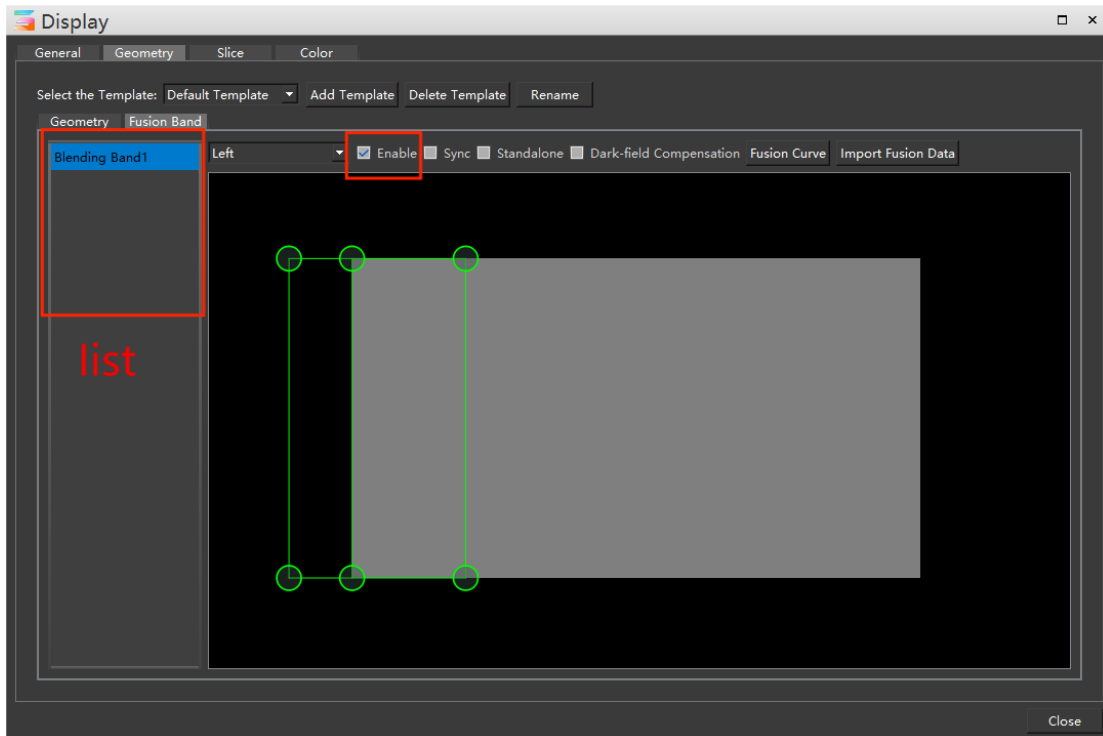 Display
General Geometry Slice Color
Select the Template: Default Template Add Template Delete Template Rename
Geometry Fusion Band
Blending Band1 Left Enable Sync Standalone Dark-field Compensation Fusion Curve Import Fusion Data
list
Close